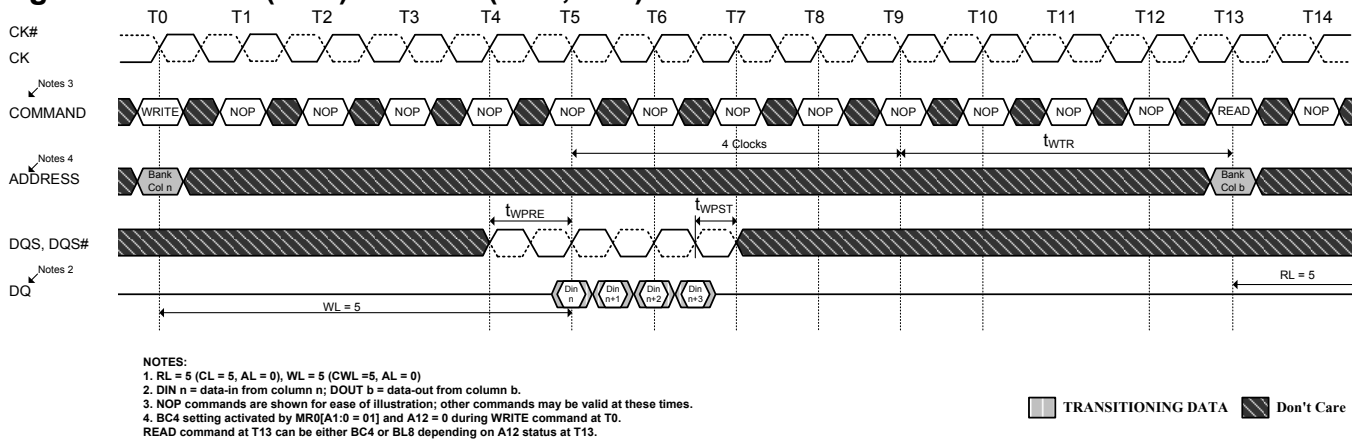 T0 T1 T2 T3 T4 T5 T6 T7 T8 T9 T10 T11 T12 T13 T14
CK#
CK
Notes 3
COMMAND
WRITE NOP NOP NOP NOP NOP NOP NOP NOP NOP NOP NOP NOP READ NOP
4 Clocks
tWTR
Notes 4
ADDRESS
Bank
Col n
Bank
Col b
tWPRE
tWPST
DQS, DQS#
Notes 2
DQ
Din
n
Din
n+1
Din
n+2
Din
n+3
RL = 5
WL = 5
NOTES:
1. RL = 5 (CL = 5, AL = 0), WL = 5 (CWL =5, AL = 0)
2. DIN n = data-in from column n; DOUT b = data-out from column b.
3. NOP commands are shown for ease of illustration; other commands may be valid at these times.
4. BC4 setting activated by MR0[A1:0 = 01] and A12 = 0 during WRITE command at T0.
READ command at T13 can be either BC4 or BL8 depending on A12 status at T13.
TRANSITIONING DATA
Don't Care